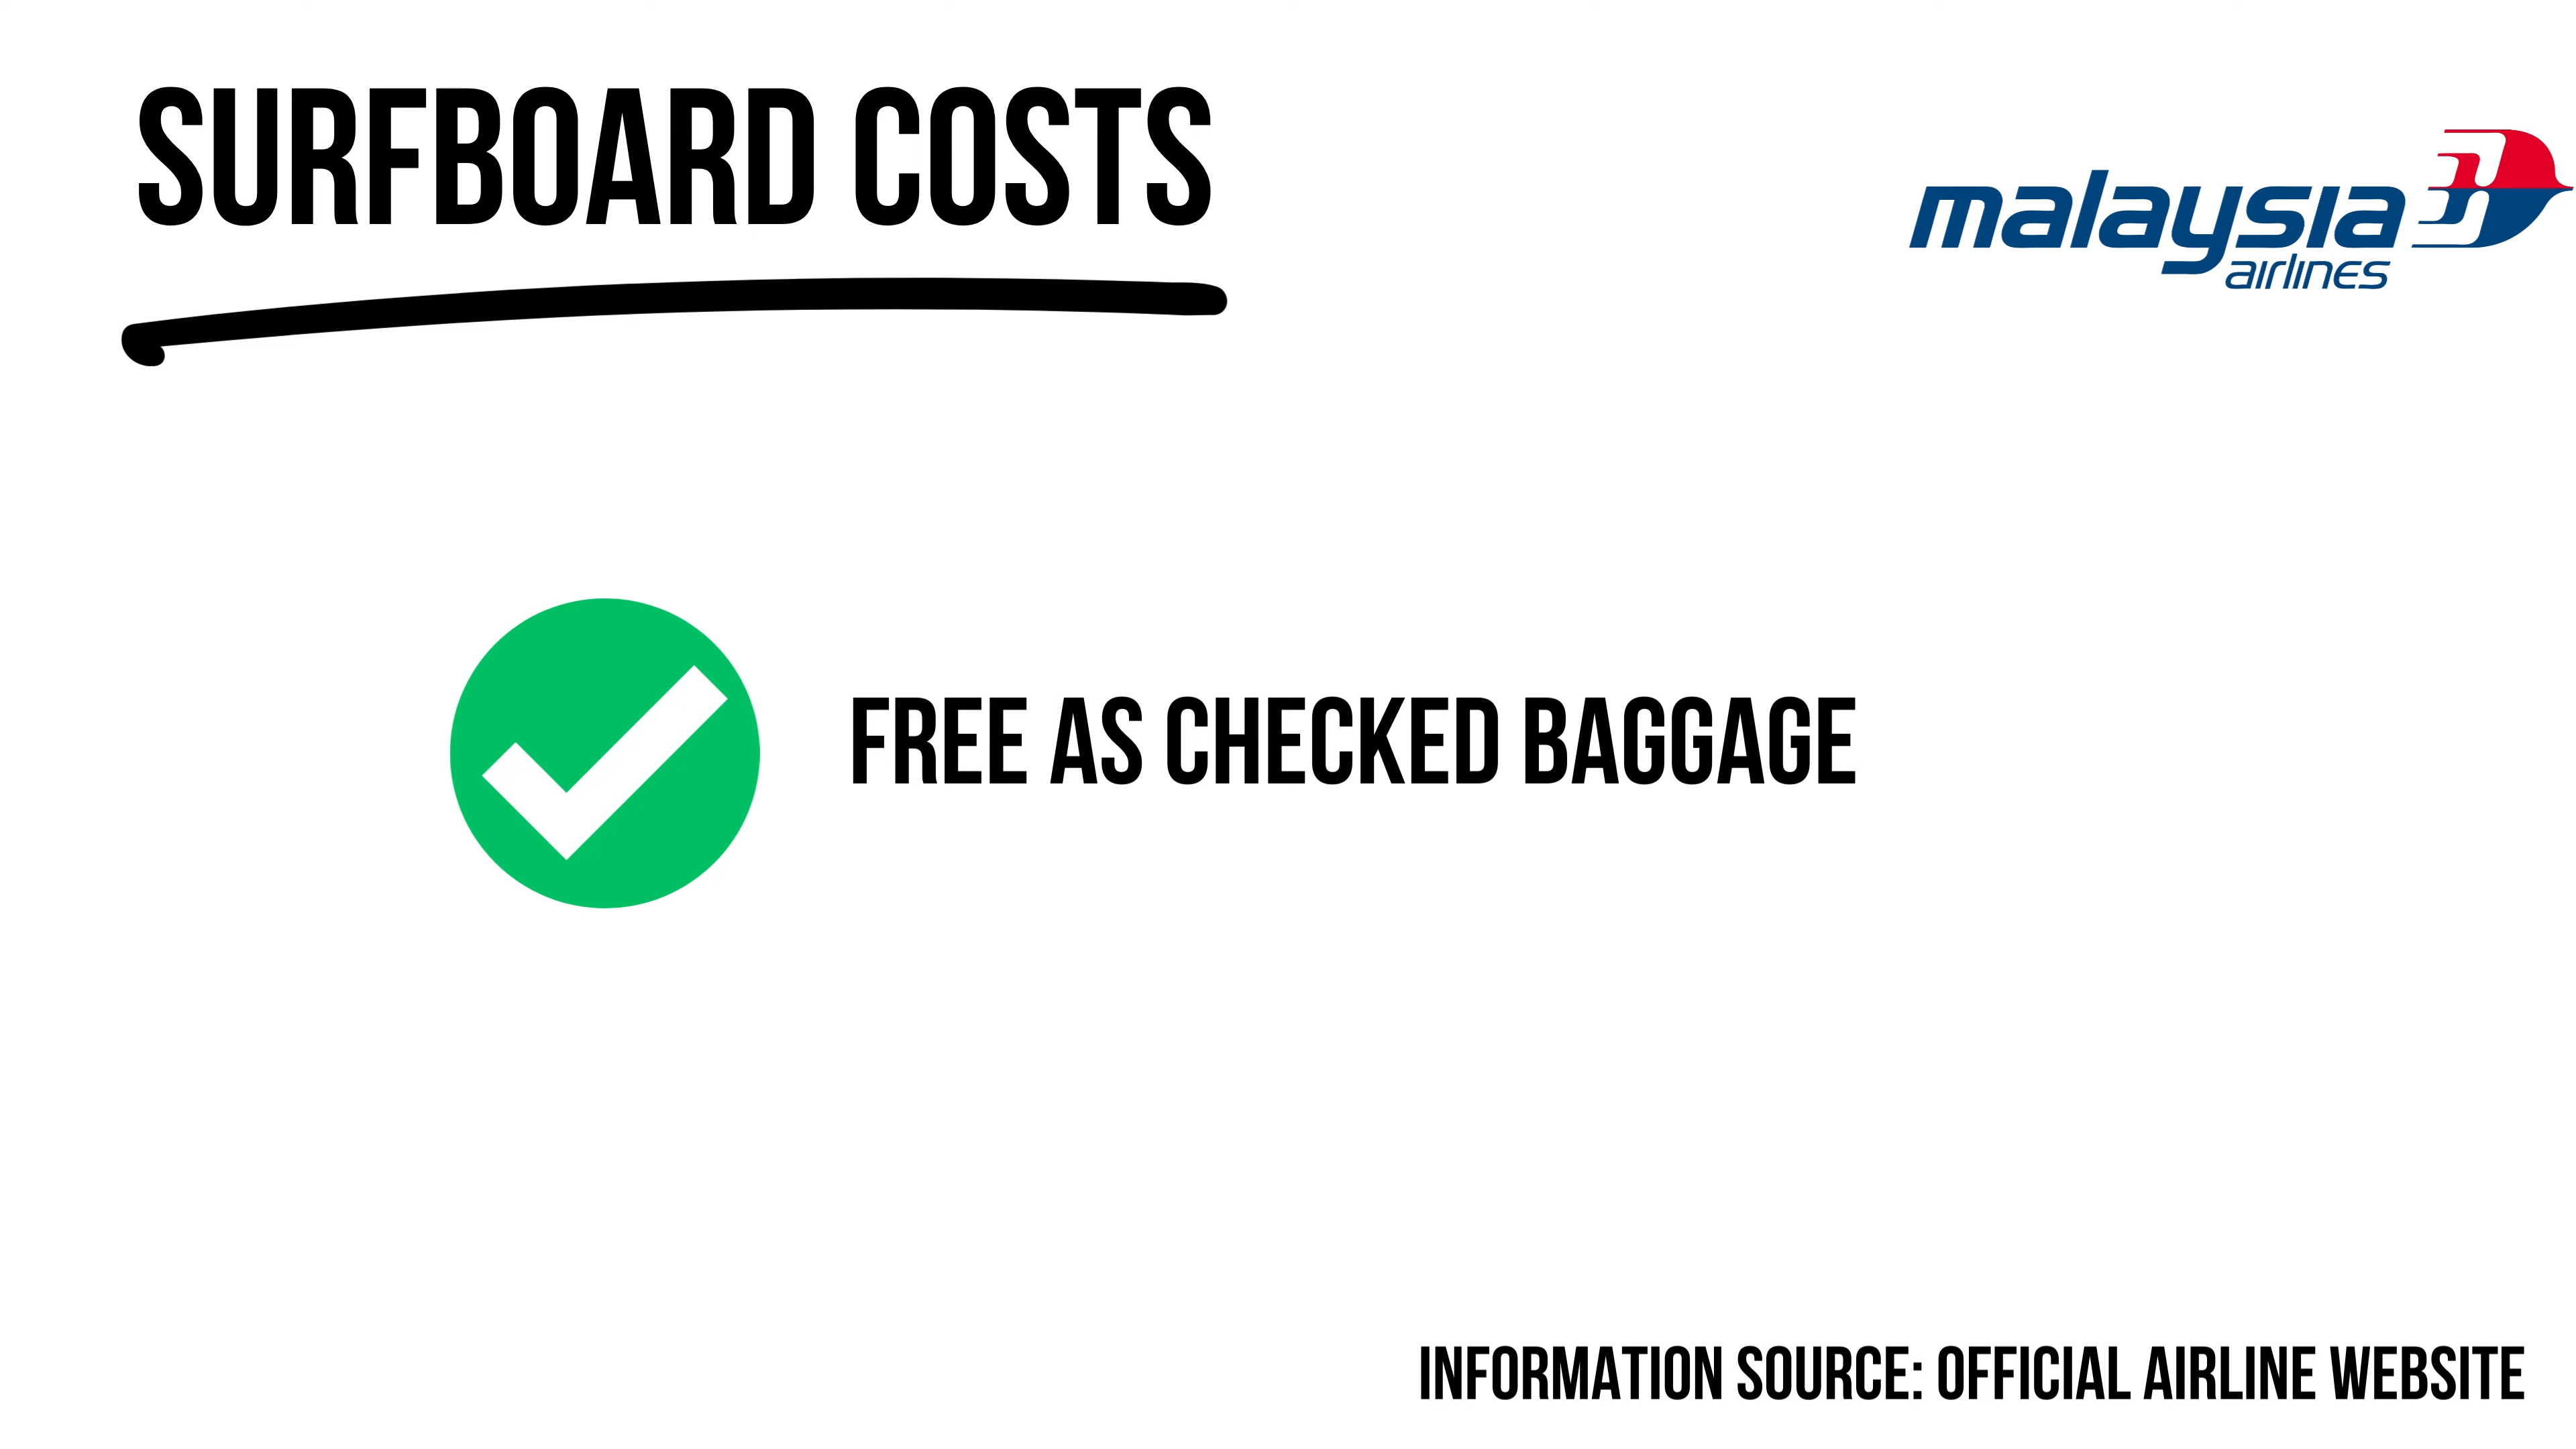 SURFBOARD COSTS
malaysia
airlines
FREE AS CHECKED BAGGAGE
INFORMATION SOURCE: OFFICIAL AIRLINE WEBSITE